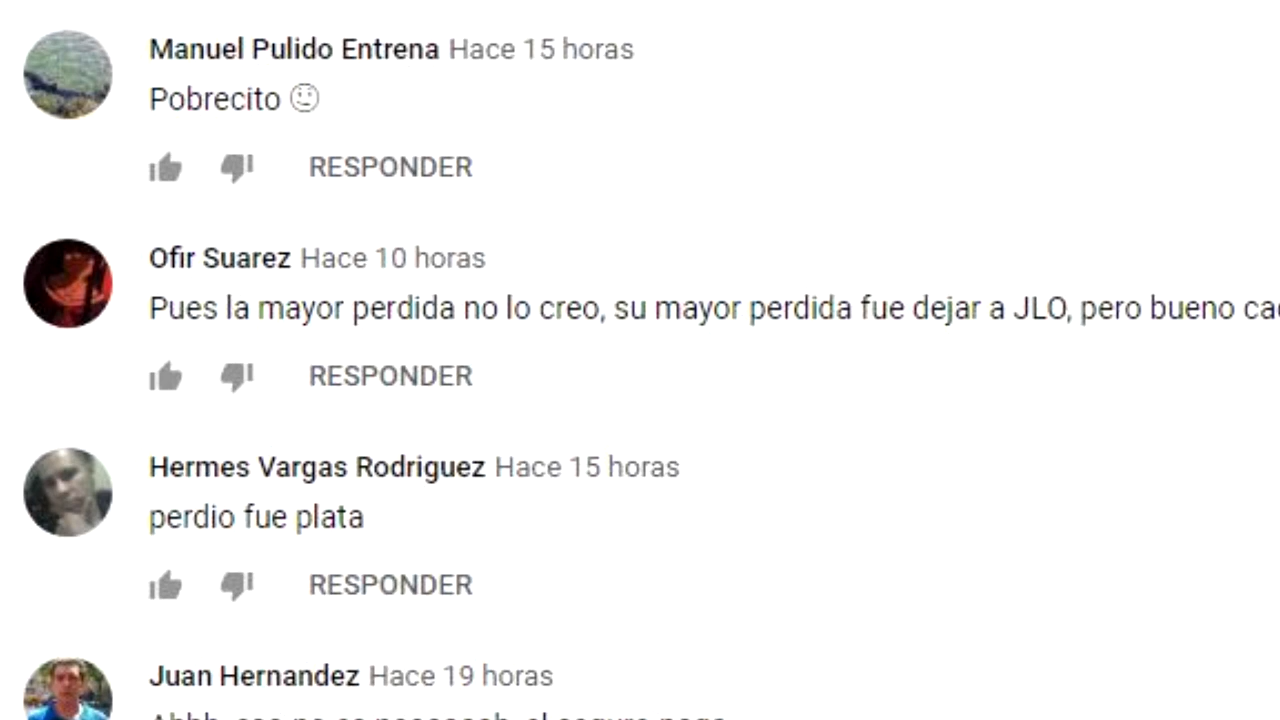 Manuel Pulido Entrena Hace 15 horas
Pobrecito 🙂
RESPONDER
Ofir Suarez Hace 10 horas
Pues la mayor perdida no lo creo, su mayor perdida fue dejar a JLO, pero bueno
RESPONDER
Hermes Vargas Rodriguez Hace 15 horas
perdio fue plata
RESPONDER
Juan Hernandez Hace 19 horas